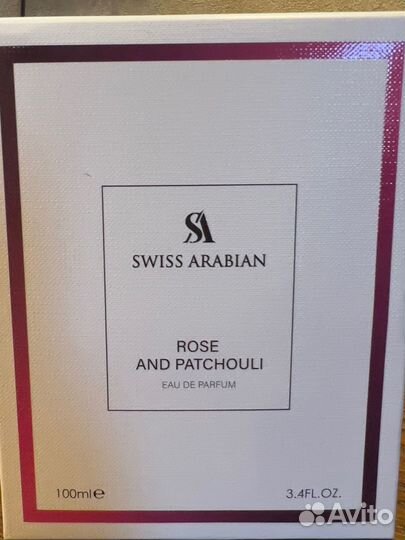 SA
SWISS ARABIAN
ROSE
AND PATCHOULI
EAU DE PARFUM
100ml℮ 3.4FL.OZ.
Avito